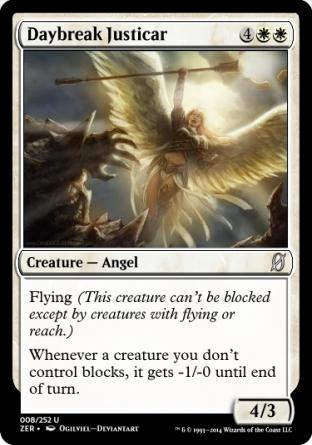 Daybreak Justicar 4
Creature — Angel
Flying (This creature can't be blocked
except by creatures with flying or
reach.)
Whenever a creature you don't
control blocks, it gets -1/-0 until end
of turn.
4/3
008/252 U
ZER • Ogilviel—Deviantart
™ & © 1993–2014 Wizards of the Coast LLC